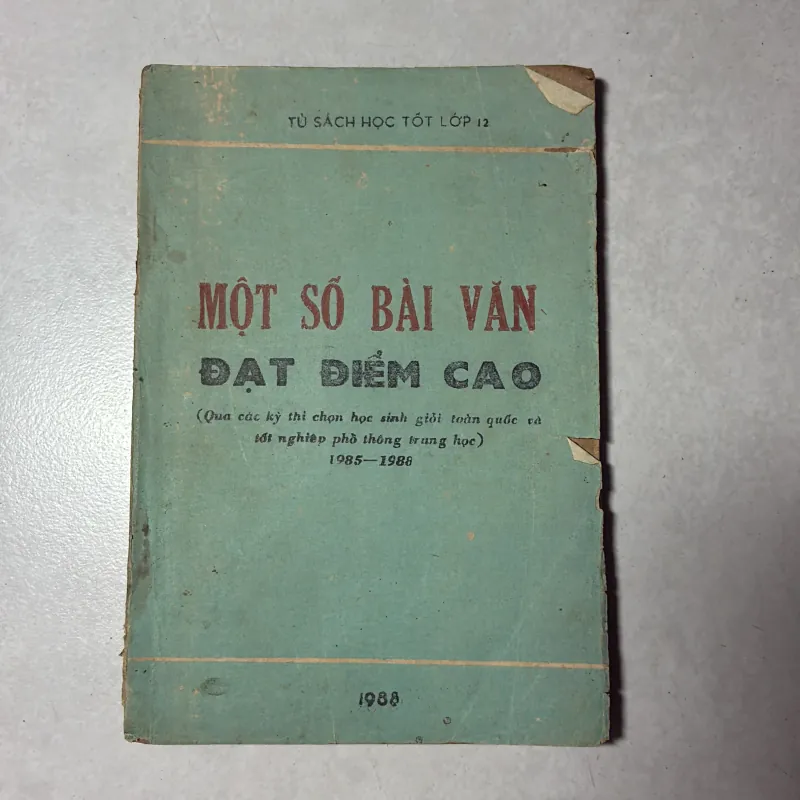 TỦ SÁCH HỌC TỐT LỚP 12
MỘT SỐ BÀI VĂN
ĐẠT ĐIỂM CAO
(Qua các kỳ thi chọn học sinh giỏi toàn quốc và
tốt nghiệp phổ thông trung học)
1985—1988
1988